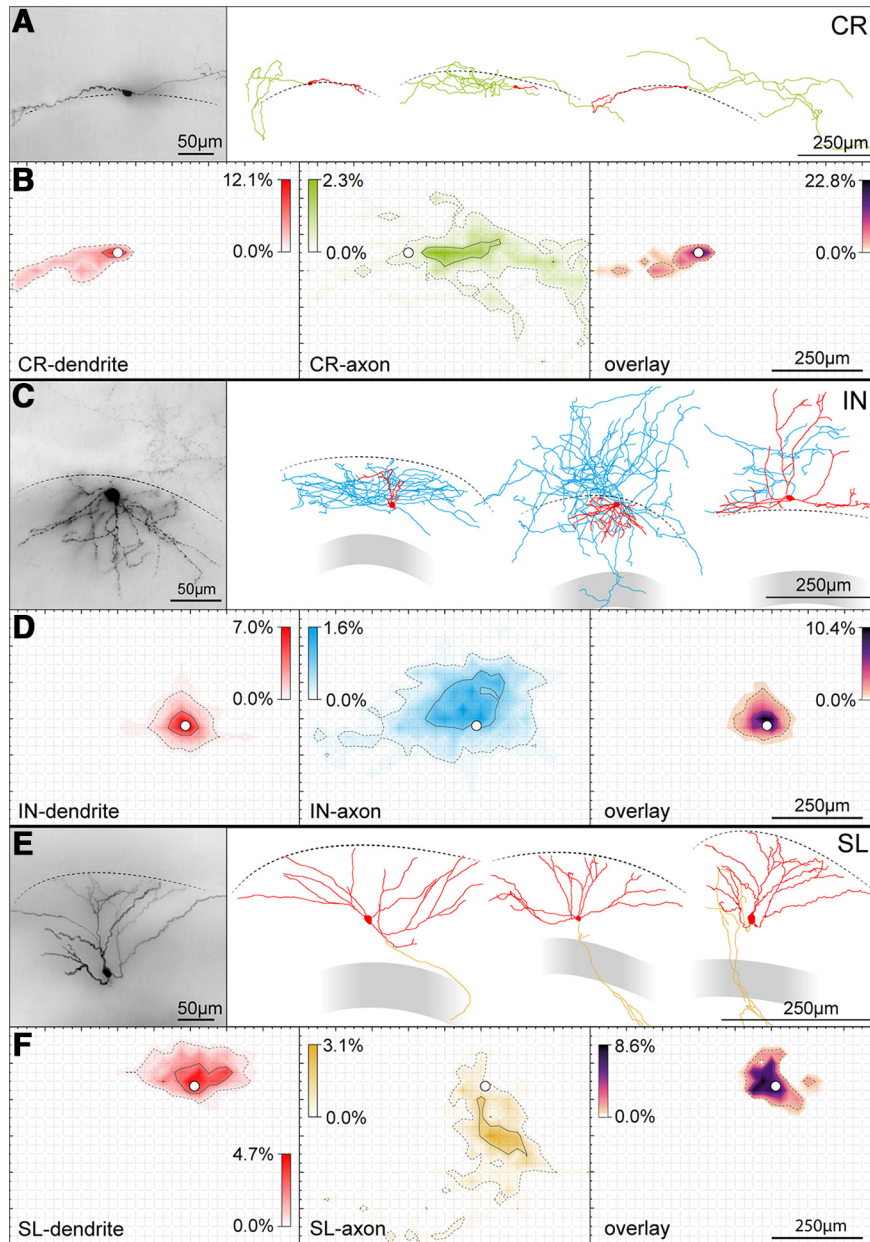 A
CR
50µm
250µm
B
12.1%
0.0%
CR-dendrite
2.3%
0.0%
CR-axon
22.8%
0.0%
overlay
250µm
C
IN
50µm
250µm
D
7.0%
0.0%
IN-dendrite
1.6%
0.0%
IN-axon
10.4%
0.0%
overlay
250µm
E
SL
50µm
250µm
F
4.7%
0.0%
SL-dendrite
3.1%
0.0%
SL-axon
8.6%
0.0%
overlay
250µm